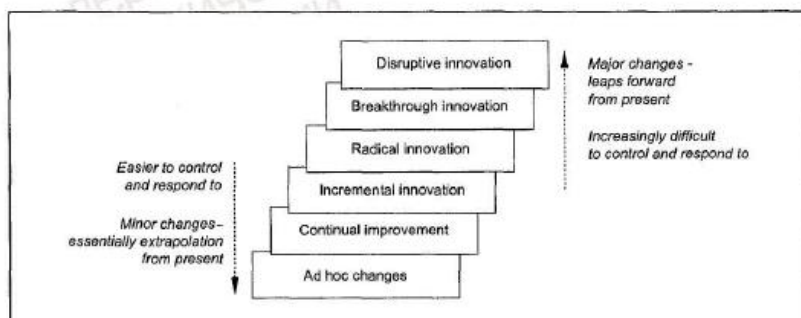 Disruptive innovation
Breakthrough innovation
Radical innovation
Incremental innovation
Continual improvement
Ad hoc changes
Major changes -
leaps forward
from present
Increasingly difficult
to control and respond to
Easier to control
and respond to
Minor changes–
essentially extrapolation
from present